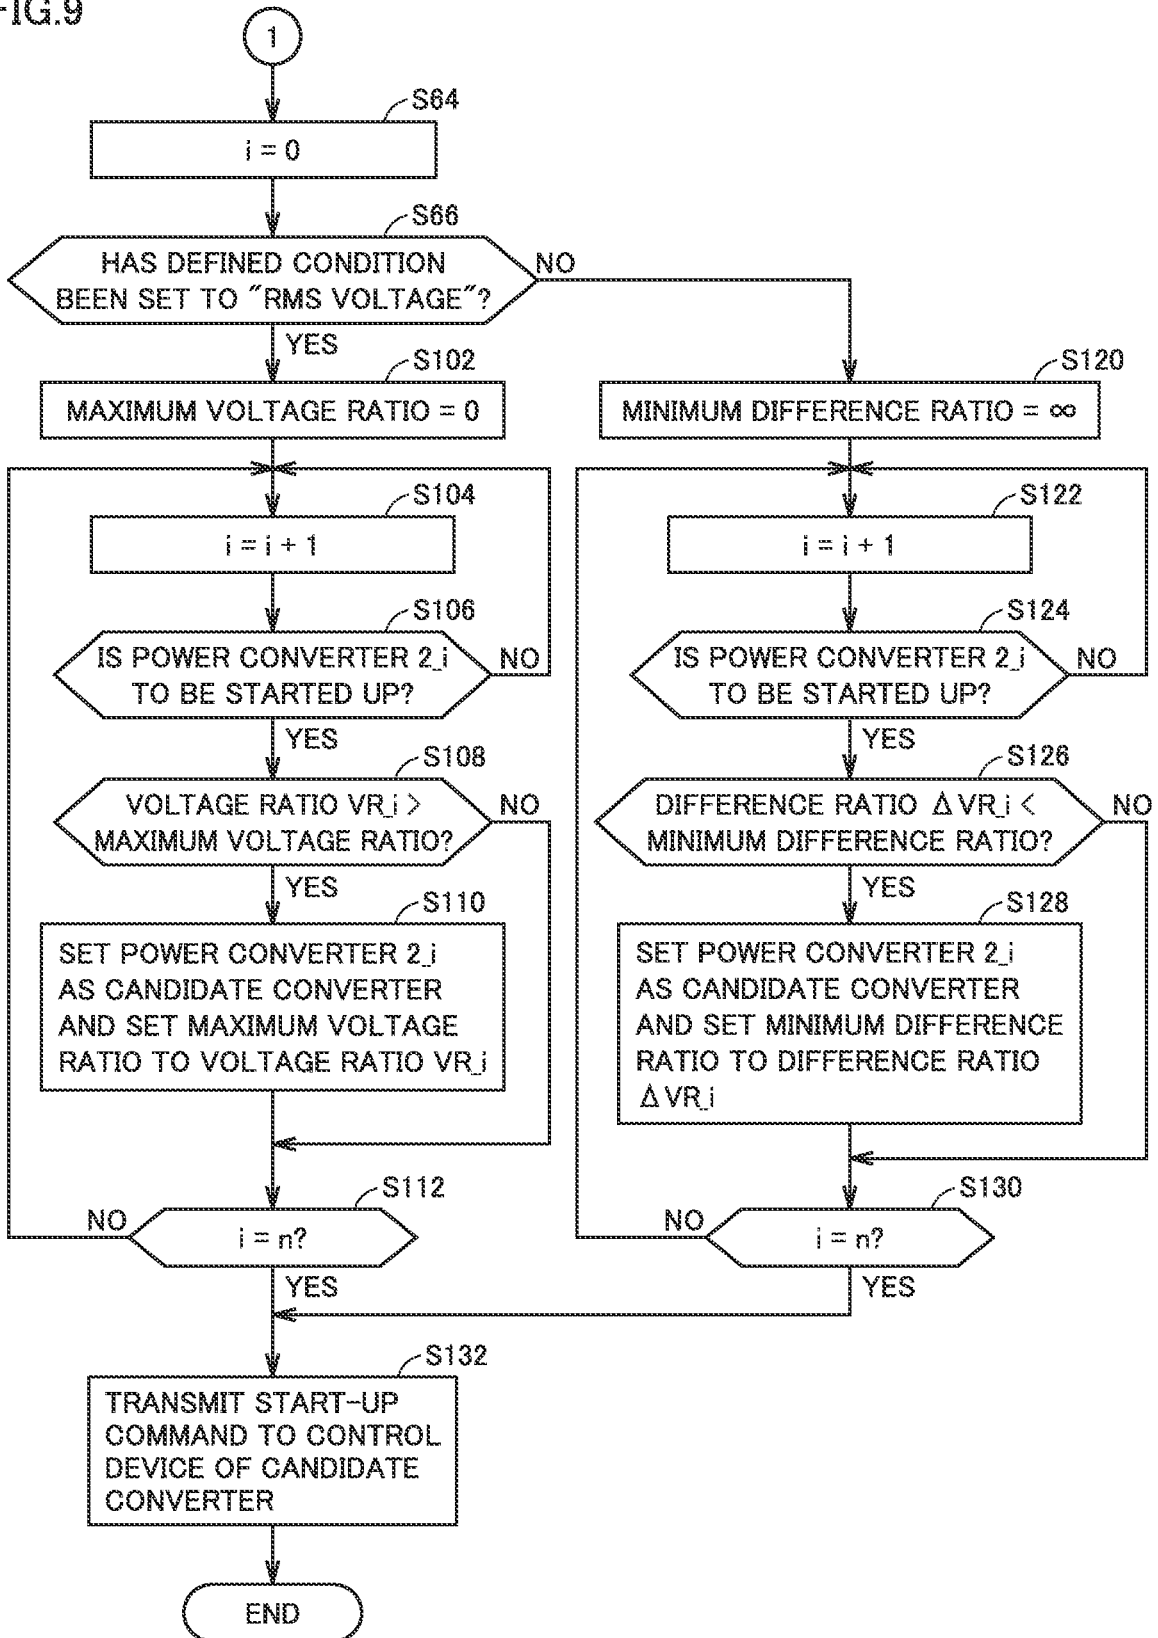 FIG.9
1
S64
i = 0
S66
HAS DEFINED CONDITION
BEEN SET TO "RMS VOLTAGE"?
NO
YES
S102
MAXIMUM VOLTAGE RATIO = 0
S104
i = i + 1
S106
IS POWER CONVERTER 2_i
TO BE STARTED UP?
NO
YES
S108
VOLTAGE RATIO VR_i >
MAXIMUM VOLTAGE RATIO?
NO
YES
S110
SET POWER CONVERTER 2_i
AS CANDIDATE CONVERTER
AND SET MAXIMUM VOLTAGE
RATIO TO VOLTAGE RATIO VR_i
S112
NO
i = n?
YES
S120
MINIMUM DIFFERENCE RATIO = ∞
S122
i = i + 1
S124
IS POWER CONVERTER 2_i
TO BE STARTED UP?
NO
YES
S126
DIFFERENCE RATIO ΔVR_i <
MINIMUM DIFFERENCE RATIO?
NO
YES
S128
SET POWER CONVERTER 2_i
AS CANDIDATE CONVERTER
AND SET MINIMUM DIFFERENCE
RATIO TO DIFFERENCE RATIO
ΔVR_i
S130
NO
i = n?
YES
S132
TRANSMIT START-UP
COMMAND TO CONTROL
DEVICE OF CANDIDATE
CONVERTER
END